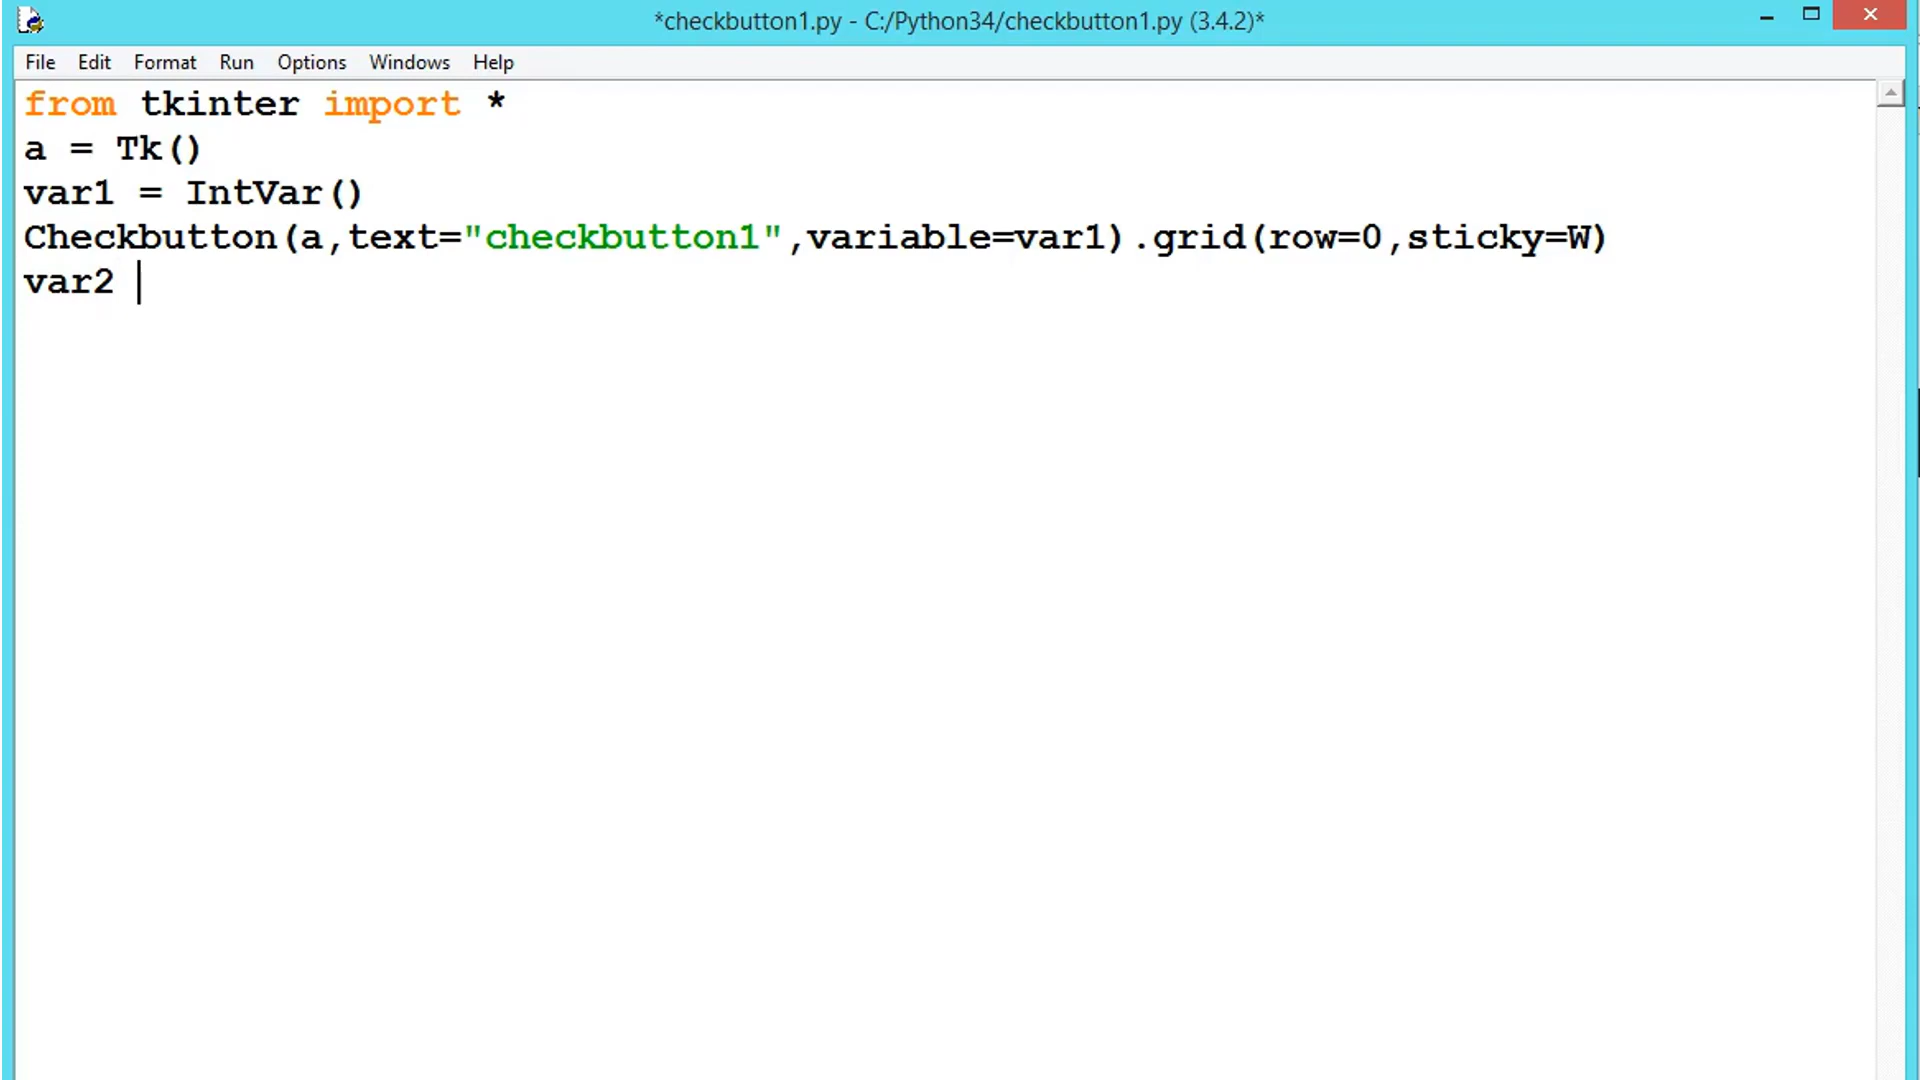 *checkbutton1.py - C:/Python34/checkbutton1.py (3.4.2)*
File Edit Format Run Options Windows Help
from tkinter import *
a = Tk()
var1 = IntVar()
Checkbutton(a,text="checkbutton1",variable=var1).grid(row=0,sticky=W)
var2